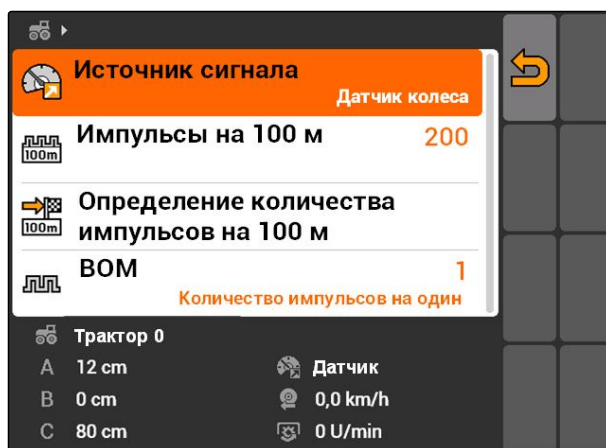 Источник сигнала
Датчик колеса
Импульсы на 100 м
200
100m
Определение количества
импульсов на 100 м
100m
ВОМ
1
Количество импульсов на один
Трактор 0
A 12 cm
Датчик
B 0 cm
0,0 km/h
C 80 cm
0 U/min